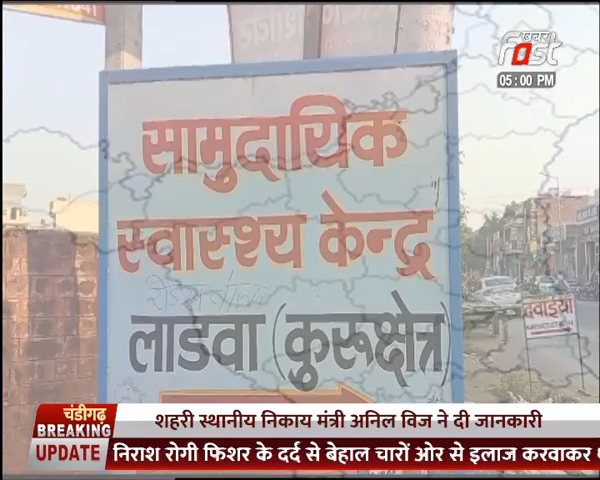 खबर
Fast
05:00 PM
सामुदायिक
स्वास्थ्य केन्द्र
लाडवा (कुरूक्षेत्र)
दवाईयां
चंडीगढ़
BREAKING
UPDATE
शहरी स्थानीय निकाय मंत्री अनिल विज ने दी जानकारी
निराश रोगी फिशर के दर्द से बेहाल चारों ओर से इलाज करवाकर